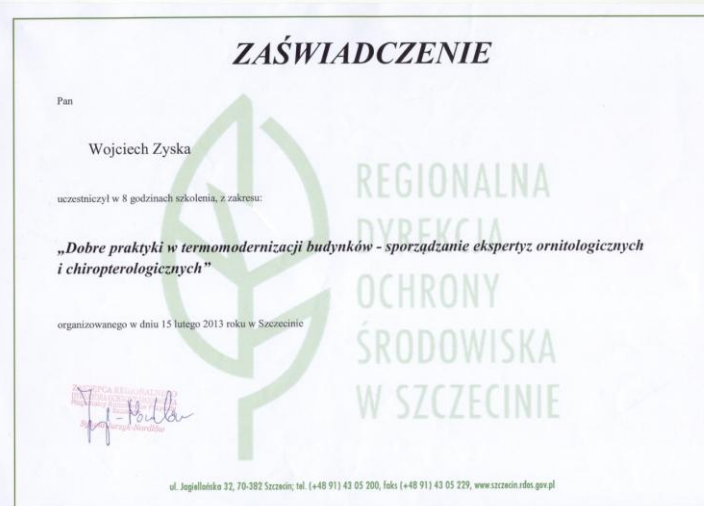 ZAŚWIADCZENIE
Pan
Wojciech Zyska
uczestniczył w 8 godzinach szkolenia, z zakresu:
„Dobre praktyki w termomodernizacji budynków - sporządzanie ekspertyz ornitologicznych
i chiropterologicznych”
organizowanego w dniu 15 lutego 2013 roku w Szczecinie
REGIONALNA
DYREKCJA
OCHRONY
ŚRODOWISKA
W SZCZECINIE
ZASTĘPCA REGIONALNEGO
ul. Jagiellońska 32, 70-382 Szczecin; tel. (+48 91) 43 05 200, faks (+48 91) 43 05 229, www.szczecin.rdos.gov.pl